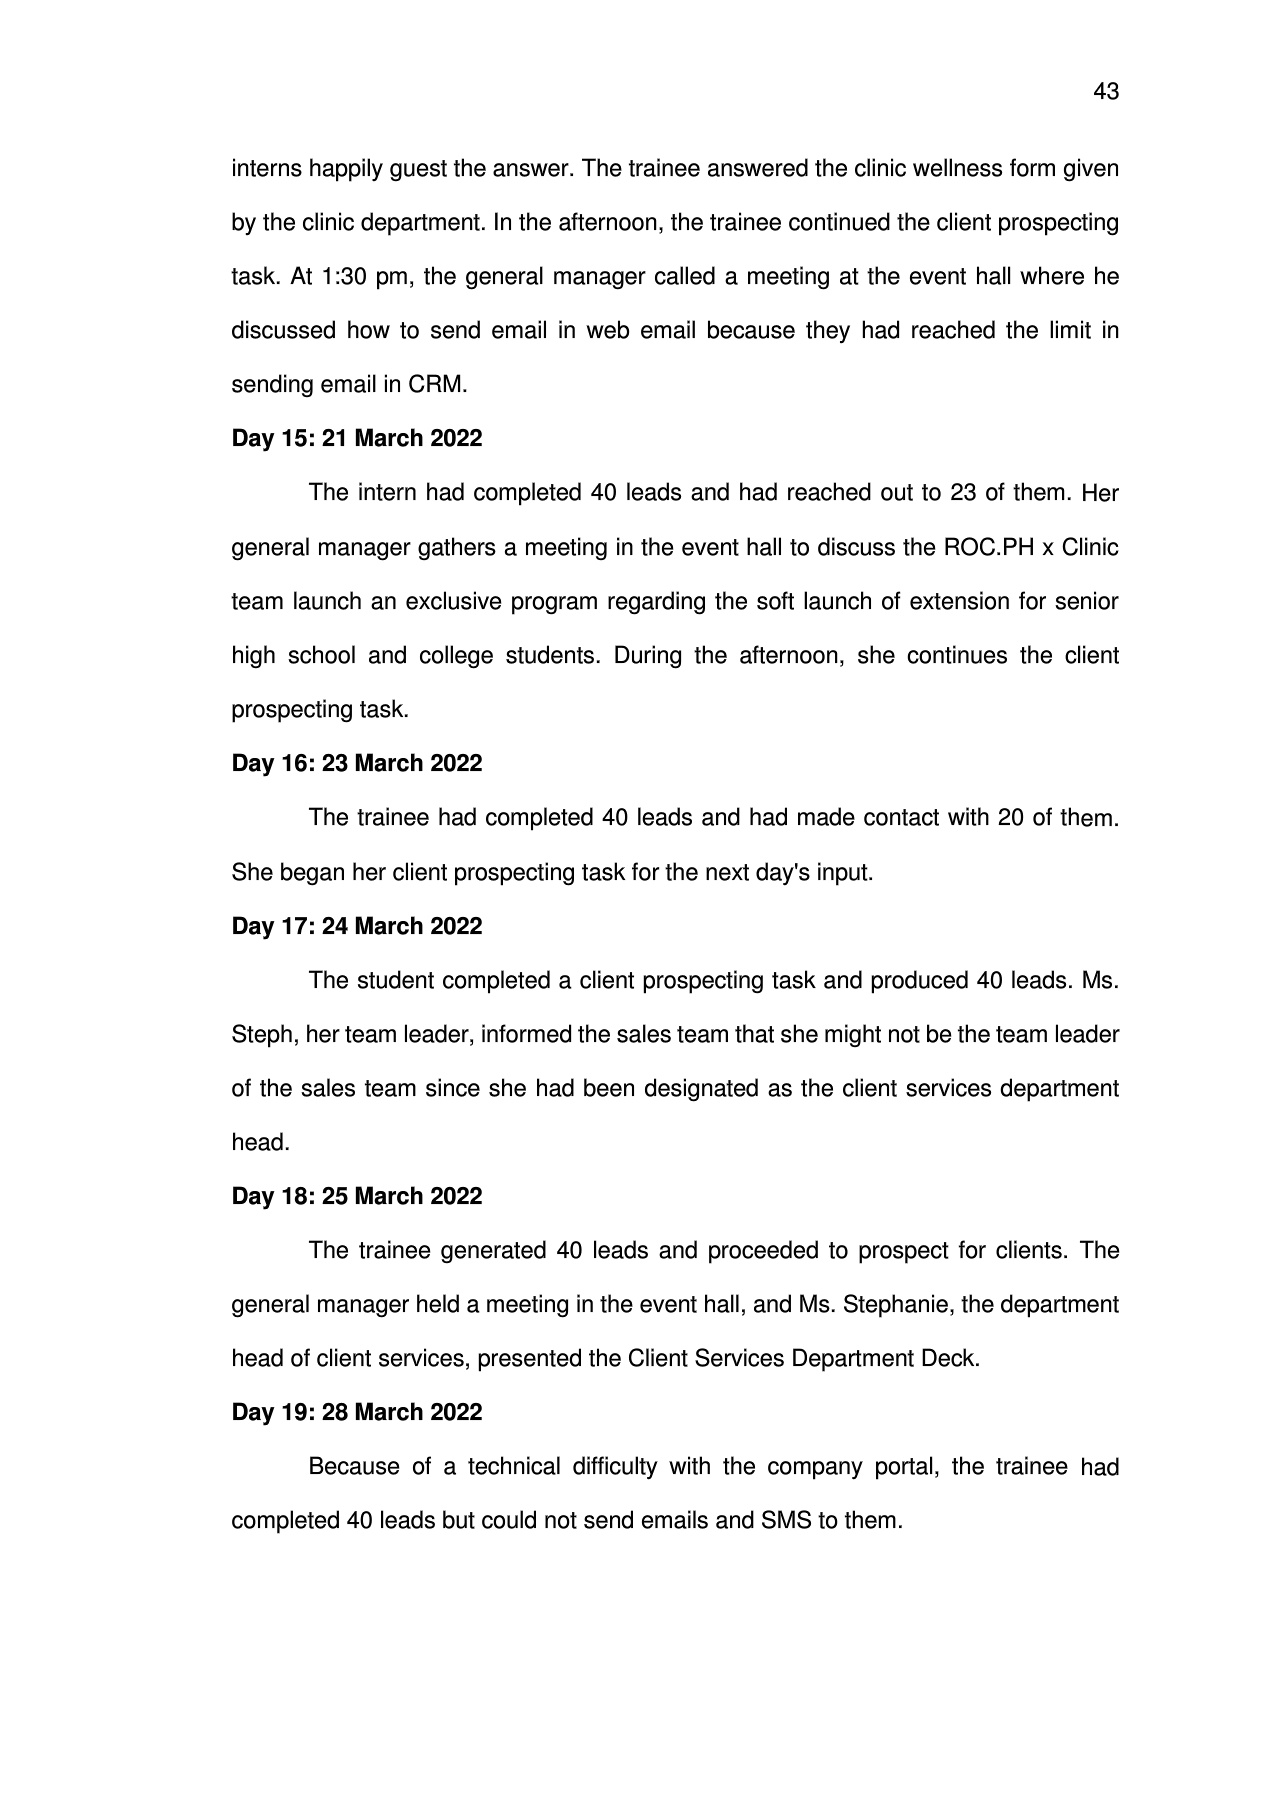 43
interns happily guest the answer. The trainee answered the clinic wellness form given
by the clinic department. In the afternoon, the trainee continued the client prospecting
task. At 1:30 pm, the general manager called a meeting at the event hall where he
discussed how to send email in web email because they had reached the limit in
sending email in CRM.
Day 15: 21 March 2022
The intern had completed 40 leads and had reached out to 23 of them. Her
general manager gathers a meeting in the event hall to discuss the ROC.PH x Clinic
team launch an exclusive program regarding the soft launch of extension for senior
high school and college students. During the afternoon, she continues the client
prospecting task.
Day 16: 23 March 2022
The trainee had completed 40 leads and had made contact with 20 of them.
She began her client prospecting task for the next day's input.
Day 17: 24 March 2022
The student completed a client prospecting task and produced 40 leads. Ms.
Steph, her team leader, informed the sales team that she might not be the team leader
of the sales team since she had been designated as the client services department
head.
Day 18: 25 March 2022
The trainee generated 40 leads and proceeded to prospect for clients. The
general manager held a meeting in the event hall, and Ms. Stephanie, the department
head of client services, presented the Client Services Department Deck.
Day 19: 28 March 2022
Because of a technical difficulty with the company portal, the trainee had
completed 40 leads but could not send emails and SMS to them.